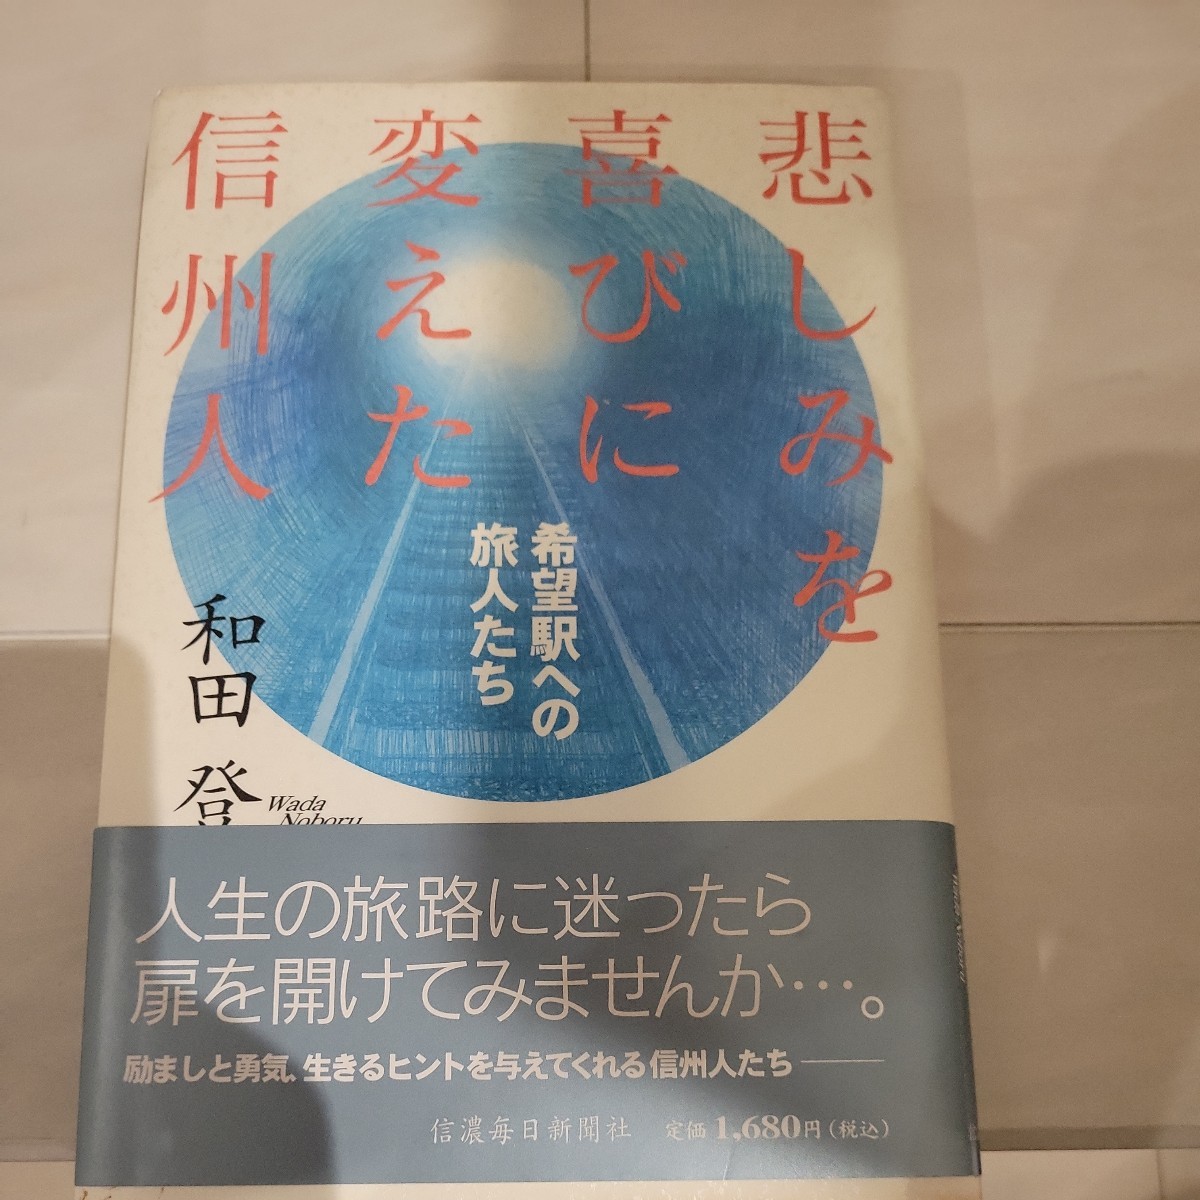 悲しみを
喜びに
変えた
信州人
希望駅への
旅人たち
和田 登
Wada
Noboru
人生の旅路に迷ったら
扉を開けてみませんか…。
励ましと勇気、生きるヒントを与えてくれる信州人たち――
信濃毎日新聞社 定価1,680円(税込)